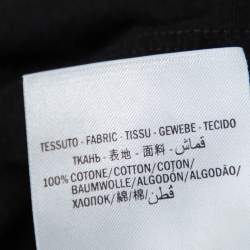 TESSUTO - FABRIC - TISSU - GEWEBE - TECIDO
ТКАНЬ - 表地 - 面料 - قماش
100% COTONE/COTTON/COTON/
BAUMWOLLE/ALGODÓN/ALGODÃO/
ХЛОПОК/綿/棉/قطن